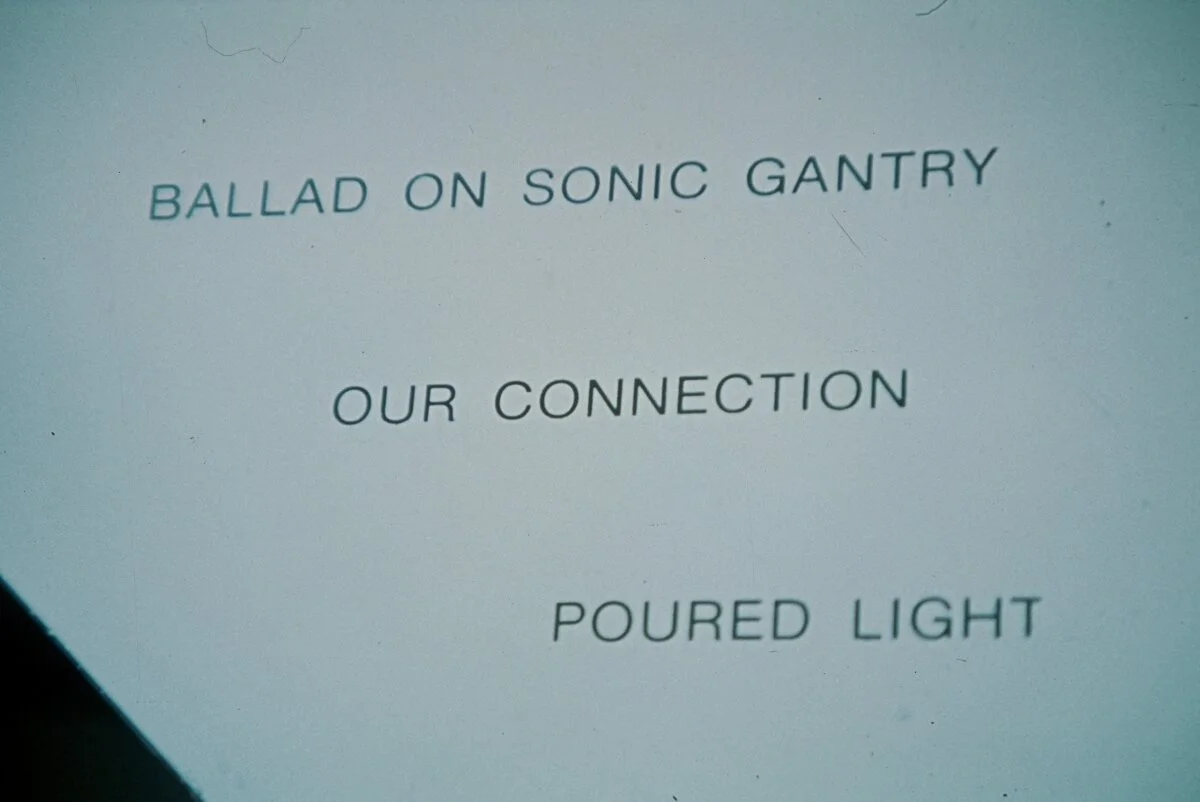 BALLAD ON SONIC GANTRY
OUR CONNECTION
POURED LIGHT